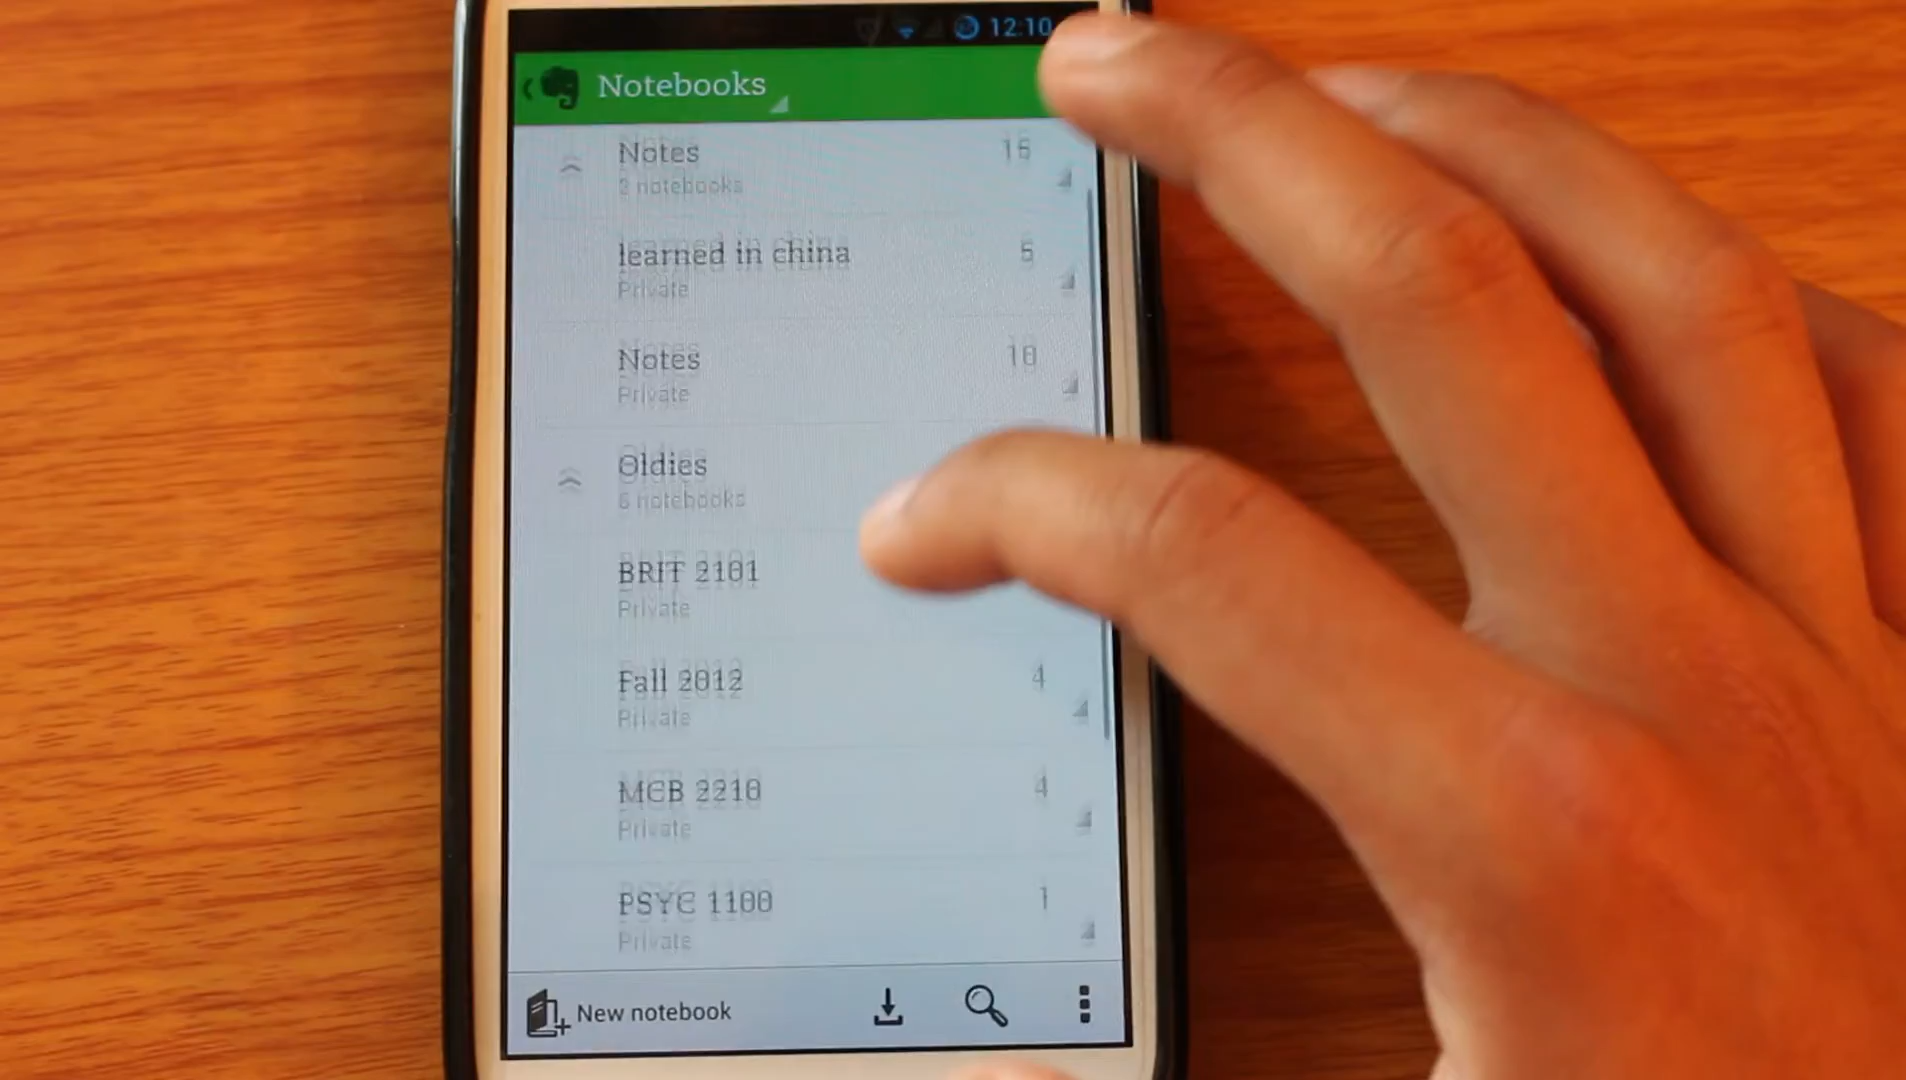 12:10
Notebooks
Notes 15
2 notebooks
learned in china 5
Private
Notes 10
Private
Oldies
6 notebooks
BRIT 2101
Private
Fall 2012 4
Private
MCB 2210 4
Private
PSYC 1100 1
Private
New notebook